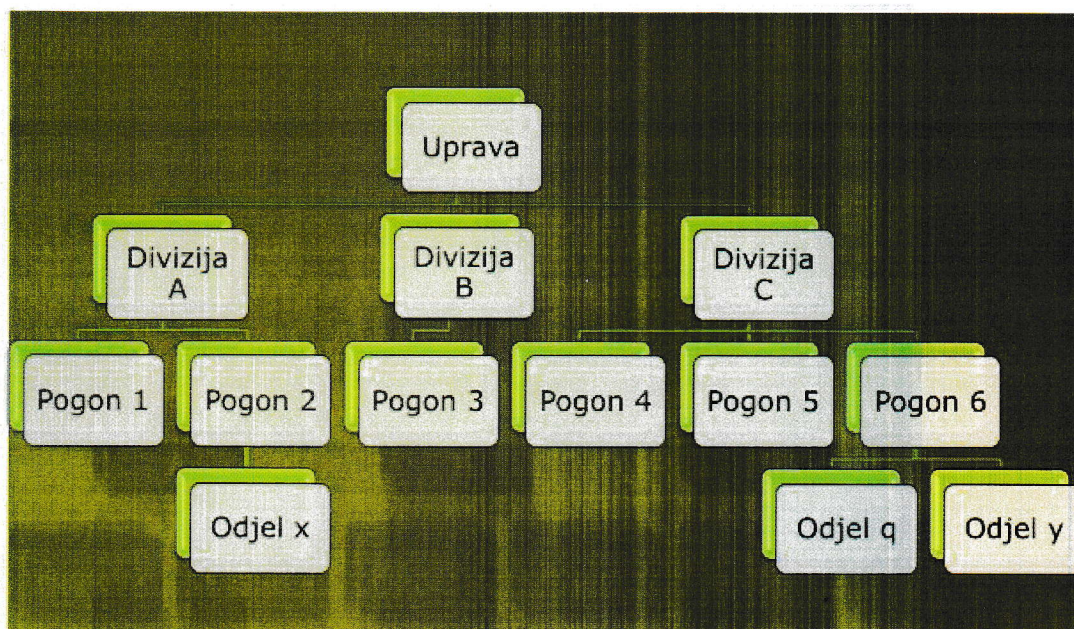 Uprava
Divizija
A
Divizija
B
Divizija
C
Pogon 1
Pogon 2
Pogon 3
Pogon 4
Pogon 5
Pogon 6
Odjel x
Odjel q
Odjel y